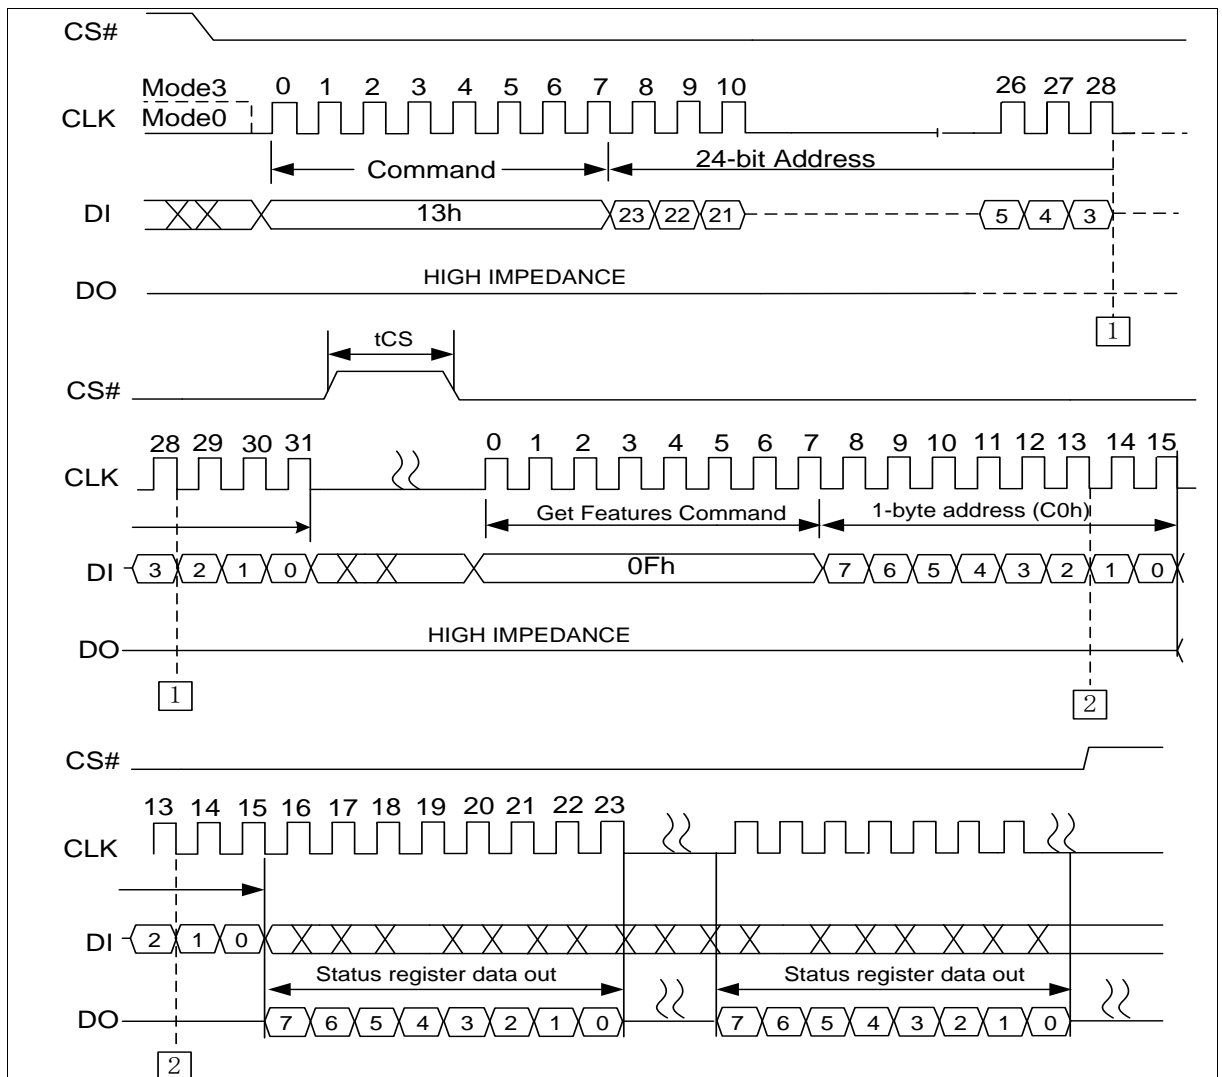 CS#
Mode3 0 1 2 3 4 5 6 7 8 9 10 26 27 28
CLK Mode0
Command 24-bit Address
DI 13h 23 22 21 5 4 3
HIGH IMPEDANCE
DO
1
tCS
CS#
28 29 30 31 0 1 2 3 4 5 6 7 8 9 10 11 12 13 14 15
CLK
Get Features Command 1-byte address (C0h)
DI 3 2 1 0 0Fh 7 6 5 4 3 2 1 0
HIGH IMPEDANCE
DO
1 2
CS#
13 14 15 16 17 18 19 20 21 22 23
CLK
DI 2 1 0
Status register data out Status register data out
DO 7 6 5 4 3 2 1 0 7 6 5 4 3 2 1 0
2